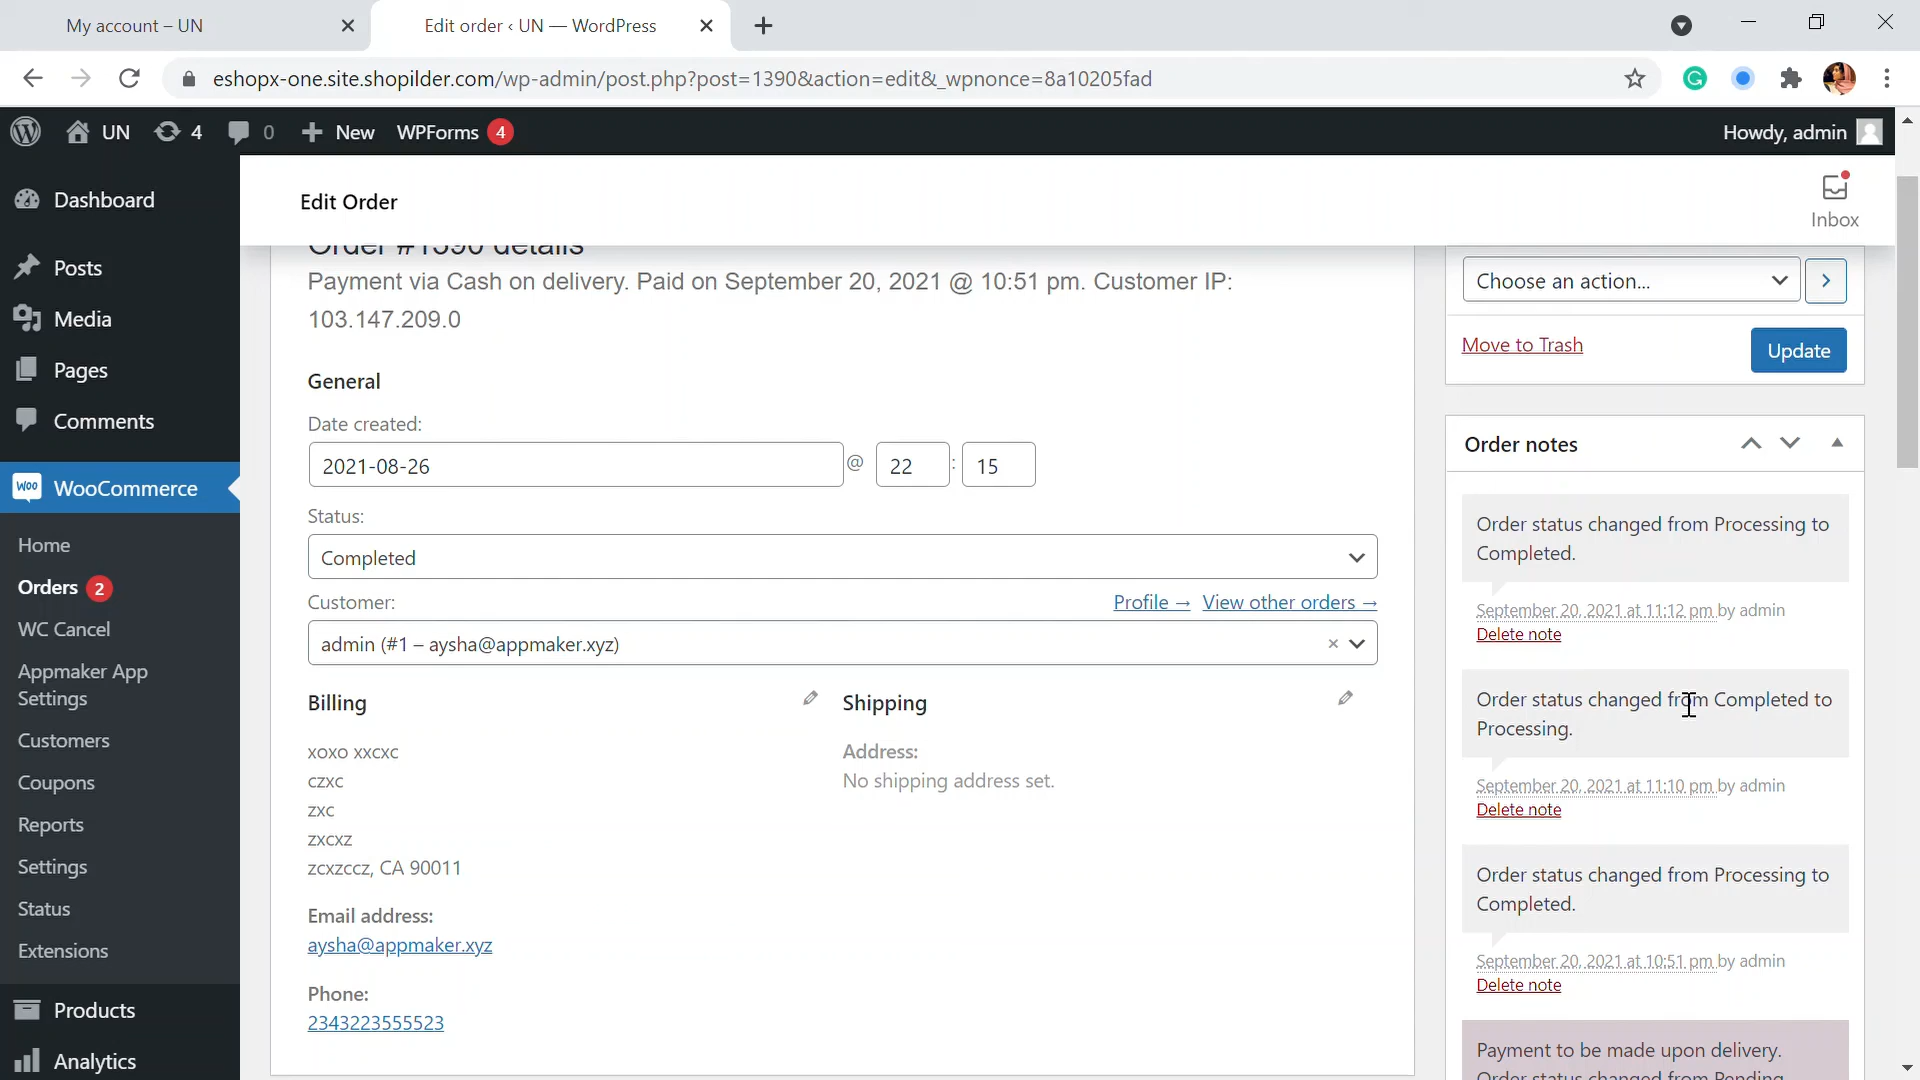 My account – UN
Edit order ‹ UN — WordPress
eshopx-one.site.shopilder.com/wp-admin/post.php?post=1390&action=edit&_wpnonce=8a10205fad
UN
4
0
New
WPForms 4
Howdy, admin
Dashboard
Posts
Media
Pages
Comments
WooCommerce
Home
Orders 2
WC Cancel
Appmaker App
Settings
Customers
Coupons
Reports
Settings
Status
Extensions
Products
Analytics
Edit Order
Inbox
Order #1390 details
Payment via Cash on delivery. Paid on September 20, 2021 @ 10:51 pm. Customer IP:
103.147.209.0
General
Date created:
2021-08-26 @ 22 : 15
Status:
Completed
Customer:
Profile → View other orders →
admin (#1 – aysha@appmaker.xyz) ×
Billing
xoxo xxcxc
czxc
zxc
zxcxz
zcxzccz, CA 90011
Email address:
aysha@appmaker.xyz
Phone:
2343223555523
Shipping
Address:
No shipping address set.
Choose an action...
Move to Trash
Update
Order notes
Order status changed from Processing to
Completed.
September 20, 2021 at 11:12 pm by admin
Delete note
Order status changed from Completed to
Processing.
September 20, 2021 at 11:10 pm by admin
Delete note
Order status changed from Processing to
Completed.
September 20, 2021 at 10:51 pm by admin
Delete note
Payment to be made upon delivery.
Order status changed from Pending